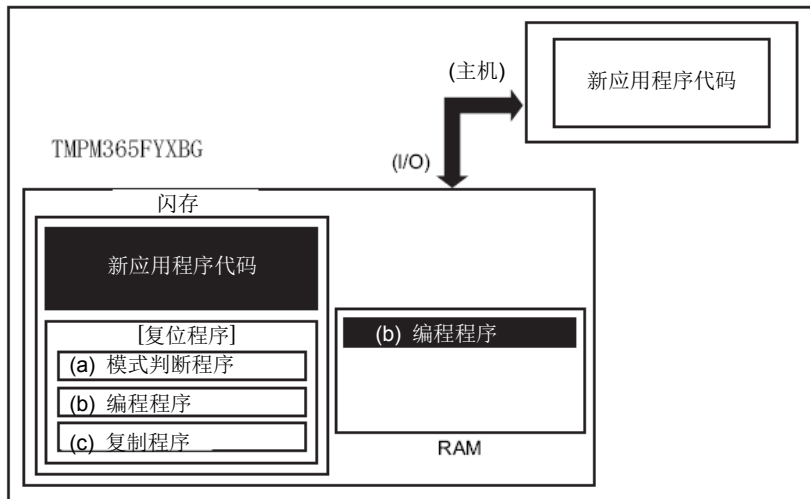 (主机)
新应用程序代码
TMPM365FYXBG
(I/O)
闪存
新应用程序代码
[复位程序]
(a) 模式判断程序
(b) 编程程序
(c) 复制程序
(b) 编程程序
RAM